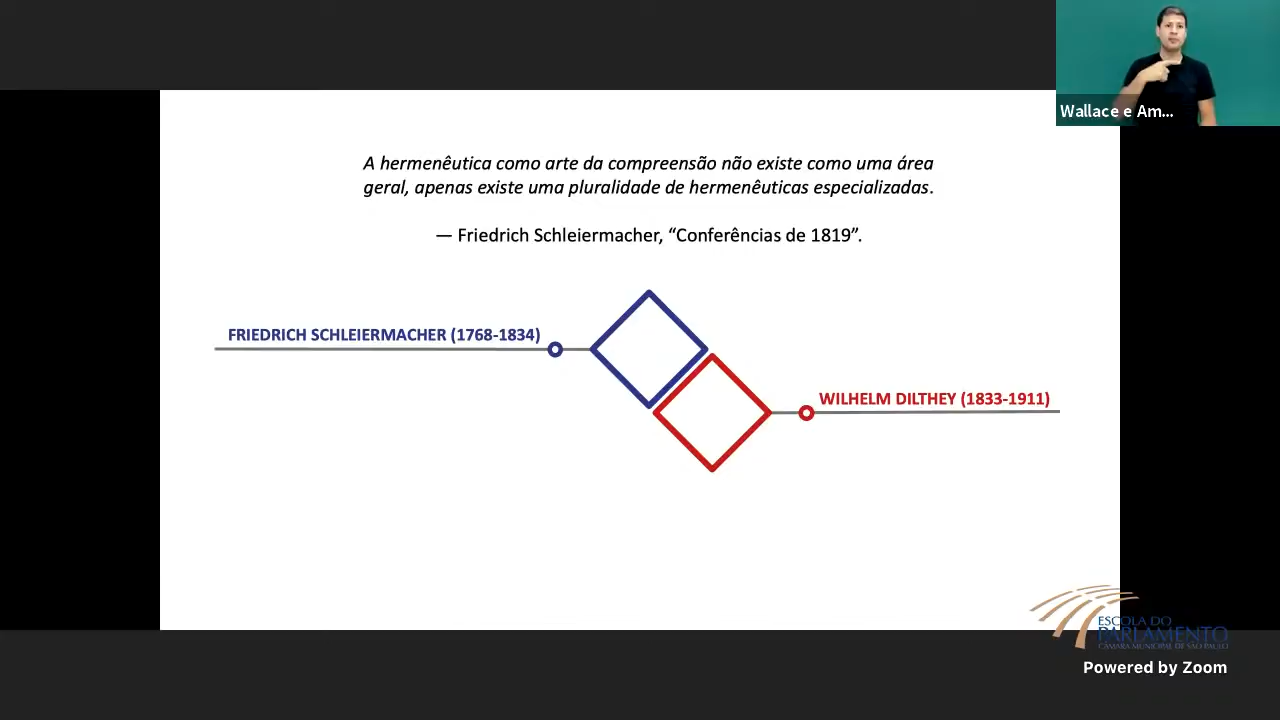 Wallace e Am...
A hermenêutica como arte da compreensão não existe como uma área
geral, apenas existe uma pluralidade de hermenêuticas especializadas.
— Friedrich Schleiermacher, “Conferências de 1819”.
FRIEDRICH SCHLEIERMACHER (1768-1834)
WILHELM DILTHEY (1833-1911)
ESCOLA DO
PARLAMENTO
CÂMARA MUNICIPAL DE SÃO PAULO
Powered by Zoom